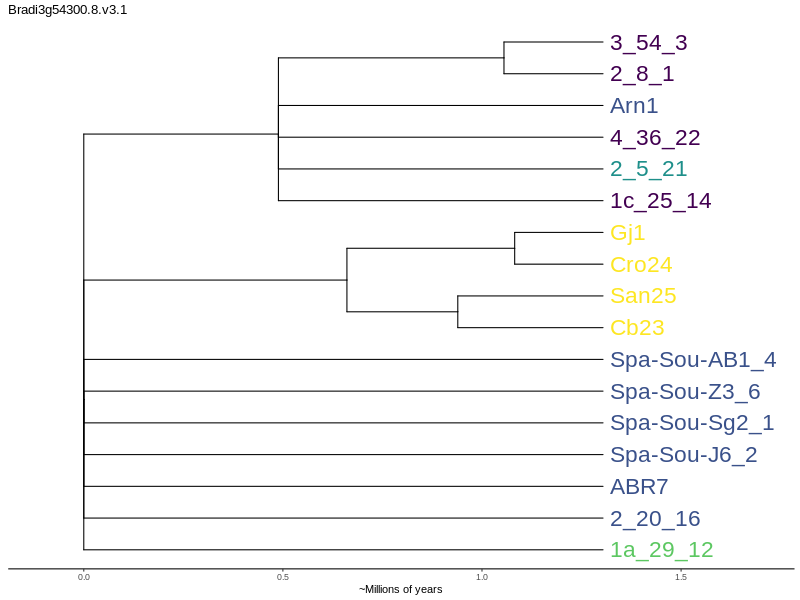 Bradi3g54300.8.v3.1
3_54_3
2_8_1
Arn1
4_36_22
2_5_21
1c_25_14
Gj1
Cro24
San25
Cb23
Spa-Sou-AB1_4
Spa-Sou-Z3_6
Spa-Sou-Sg2_1
Spa-Sou-J6_2
ABR7
2_20_16
1a_29_12
0.0 0.5 1.0 1.5
~Millions of years